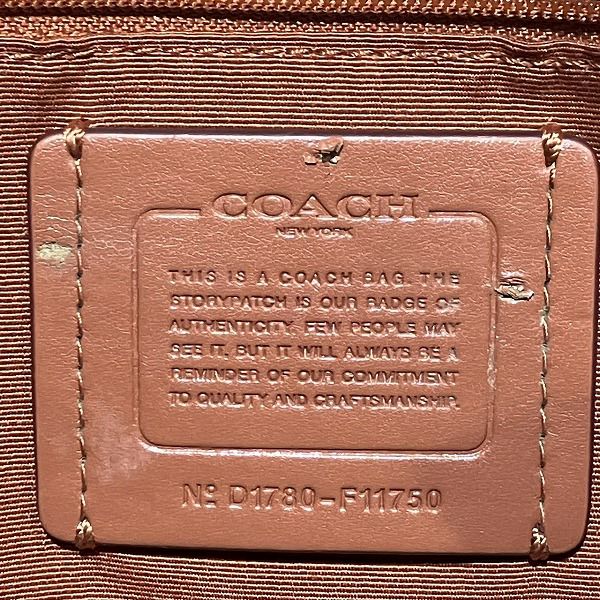 COACH
NEW YORK
THIS IS A COACH BAG. THE
STORYPATCH IS OUR BADGE OF
AUTHENTICITY. FEW PEOPLE MAY
SEE IT, BUT IT WILL ALWAYS BE A
REMINDER OF OUR COMMITMENT
TO QUALITY AND CRAFTSMANSHIP.
Nº D1780-F11750